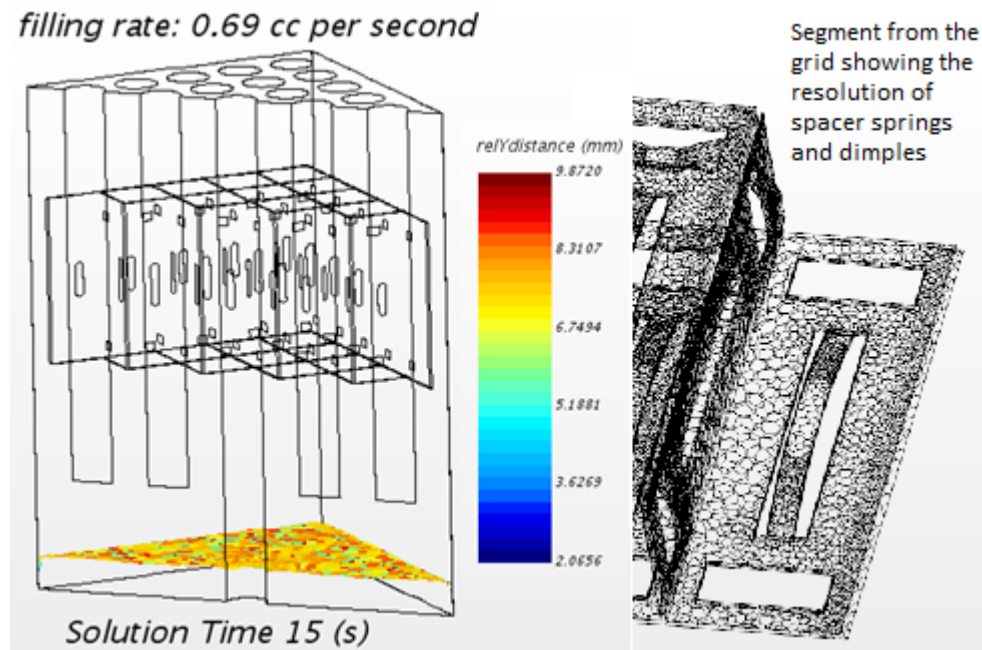 filling rate: 0.69 cc per second
Segment from the
grid showing the
resolution of
spacer springs
and dimples
relYdistance (mm)
9.8720
8.3107
6.7494
5.1881
3.6269
2.0656
Solution Time 15 (s)